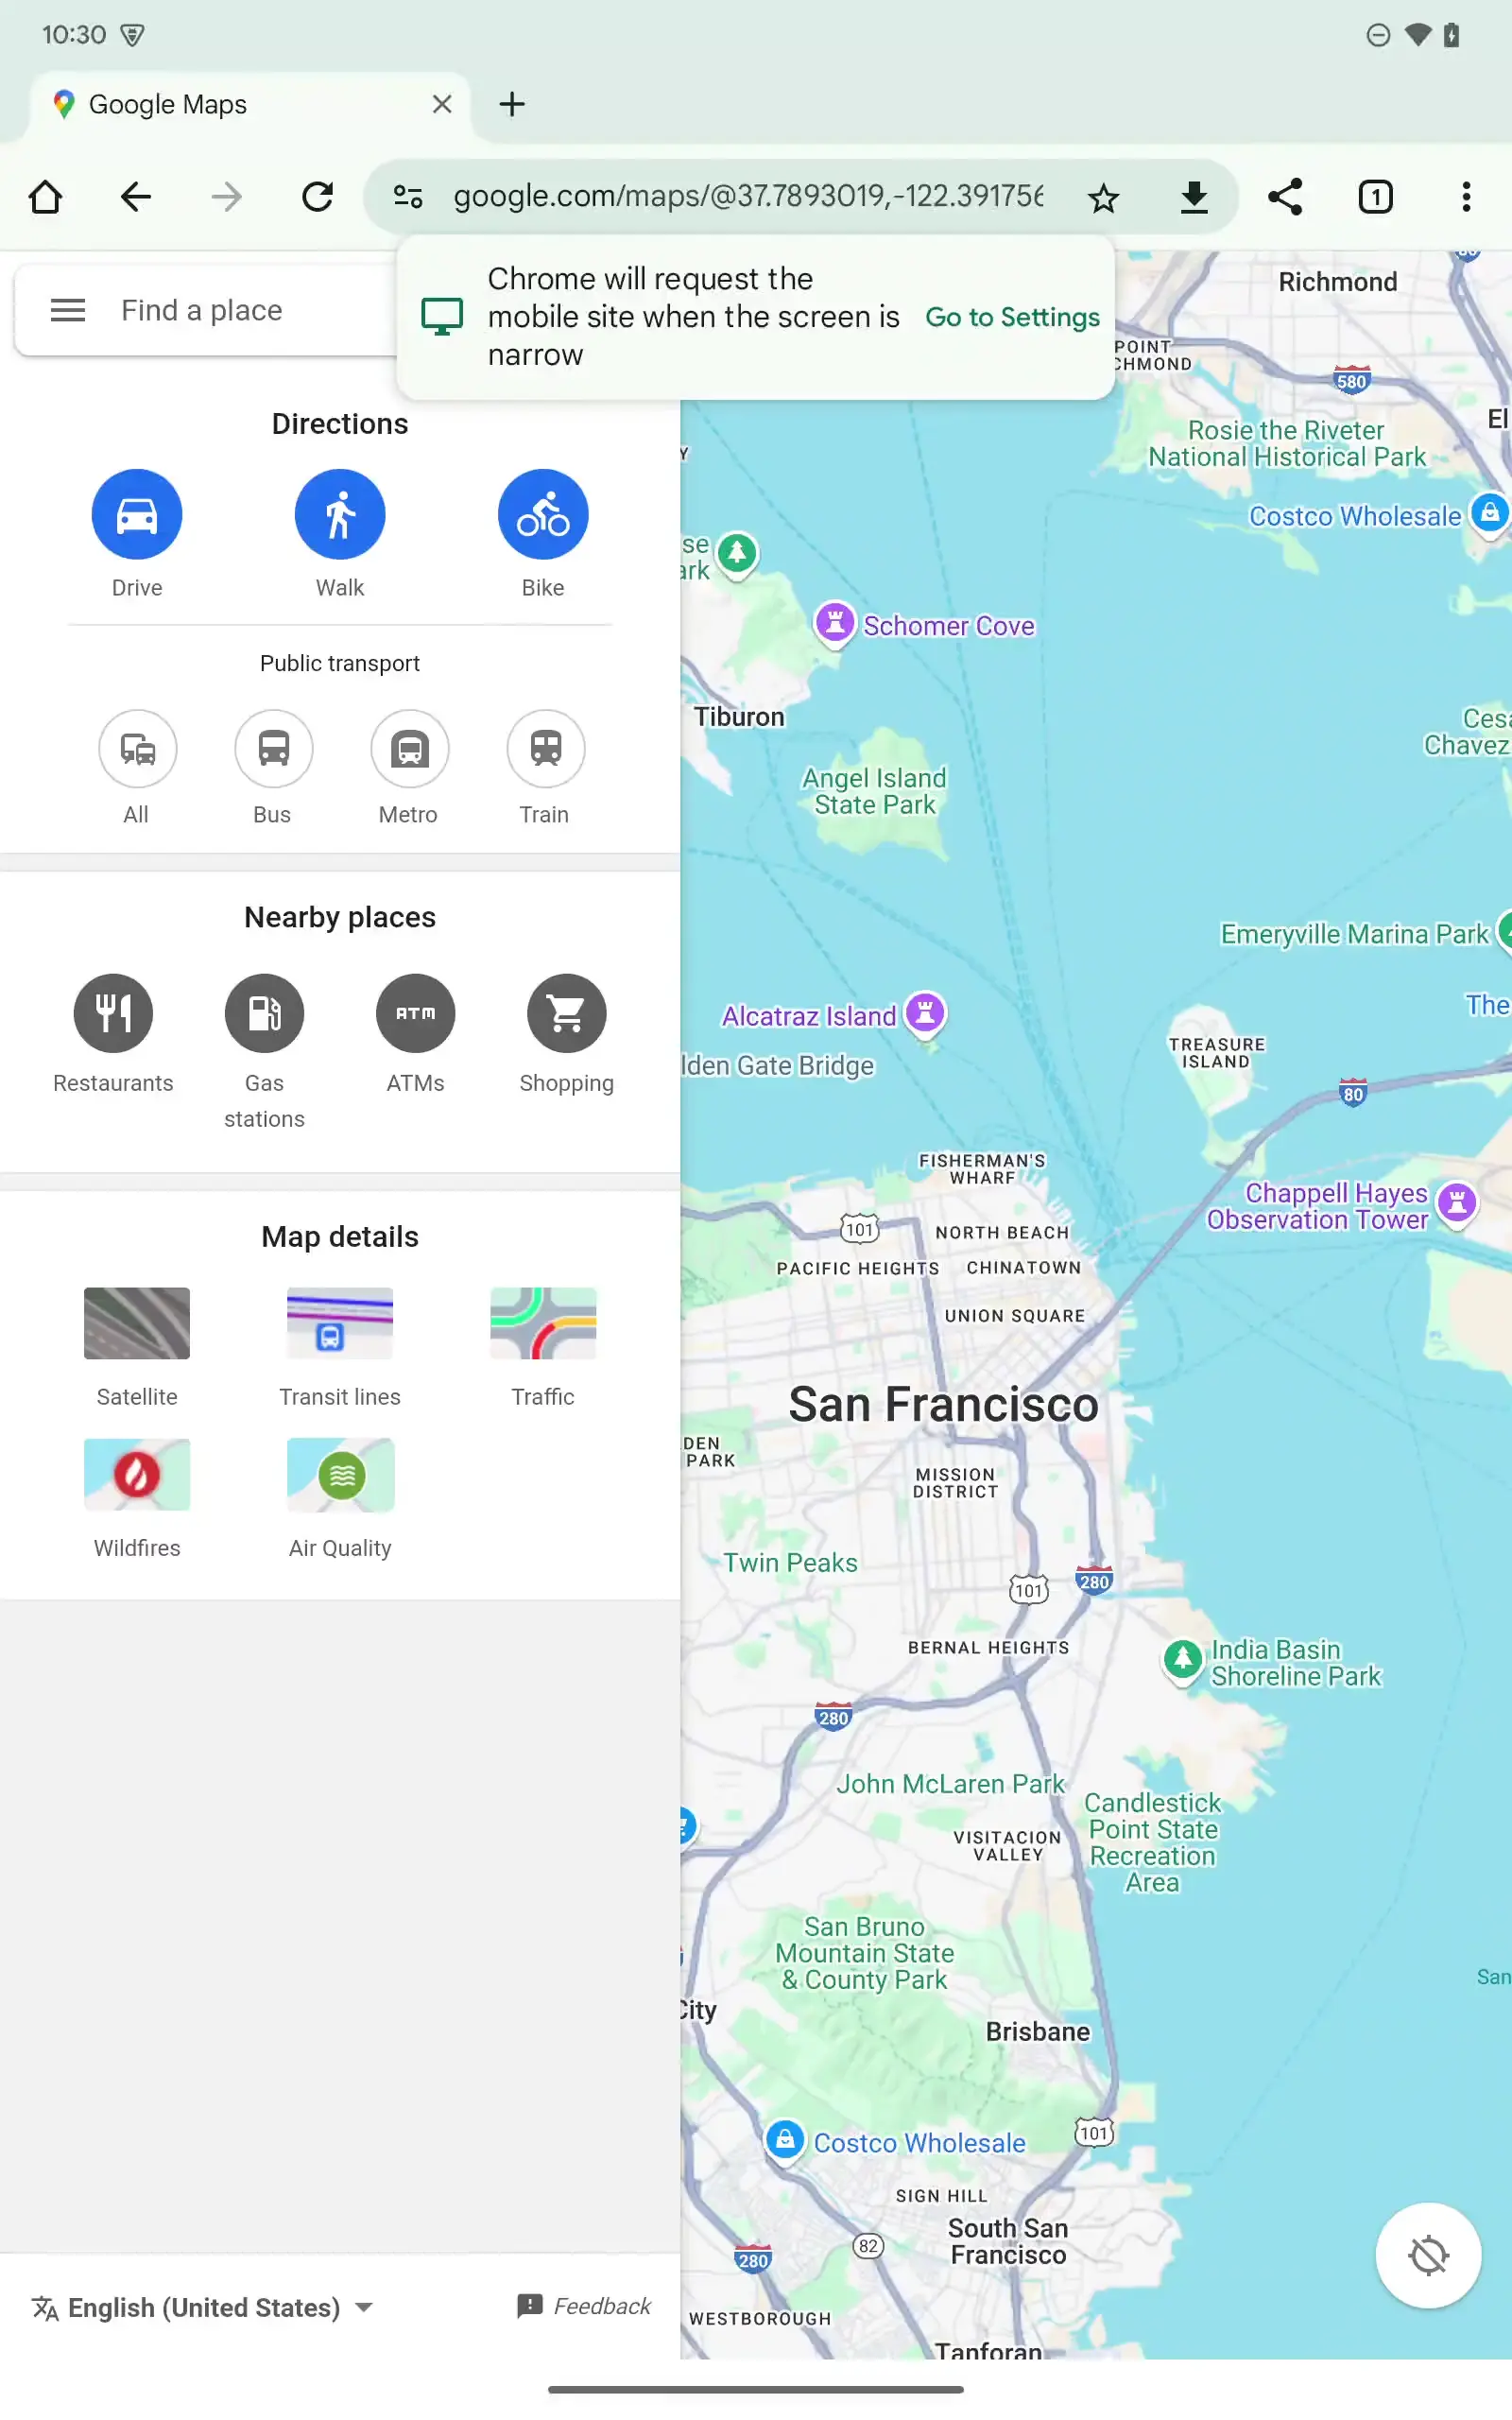 10:30
Google Maps
google.com/maps/@37.7893019,-122.391756
1
Chrome will request the
mobile site when the screen is
narrow
Go to Settings
Find a place
Directions
Drive
Walk
Bike
Public transport
All
Bus
Metro
Train
Nearby places
ATM
Restaurants
Gas
stations
ATMs
Shopping
Map details
Satellite
Transit lines
Traffic
Wildfires
Air Quality
English (United States)
Feedback
Richmond
POINT
CHMOND
580
El
Rosie the Riveter
National Historical Park
Costco Wholesale
Y
se
ark
Schomer Cove
Tiburon
Cesa
Chavez
Angel Island
State Park
Emeryville Marina Park
The
Alcatraz Island
lden Gate Bridge
TREASURE
ISLAND
80
FISHERMAN'S
WHARF
Chappell Hayes
Observation Tower
101
NORTH BEACH
PACIFIC HEIGHTS
CHINATOWN
UNION SQUARE
San Francisco
DEN
PARK
MISSION
DISTRICT
Twin Peaks
101
280
BERNAL HEIGHTS
India Basin
Shoreline Park
280
John McLaren Park
Candlestick
Point State
Recreation
Area
VISITACION
VALLEY
San Bruno
Mountain State
& County Park
San
City
Brisbane
101
Costco Wholesale
SIGN HILL
South San
Francisco
82
280
WESTBOROUGH
Tanforan